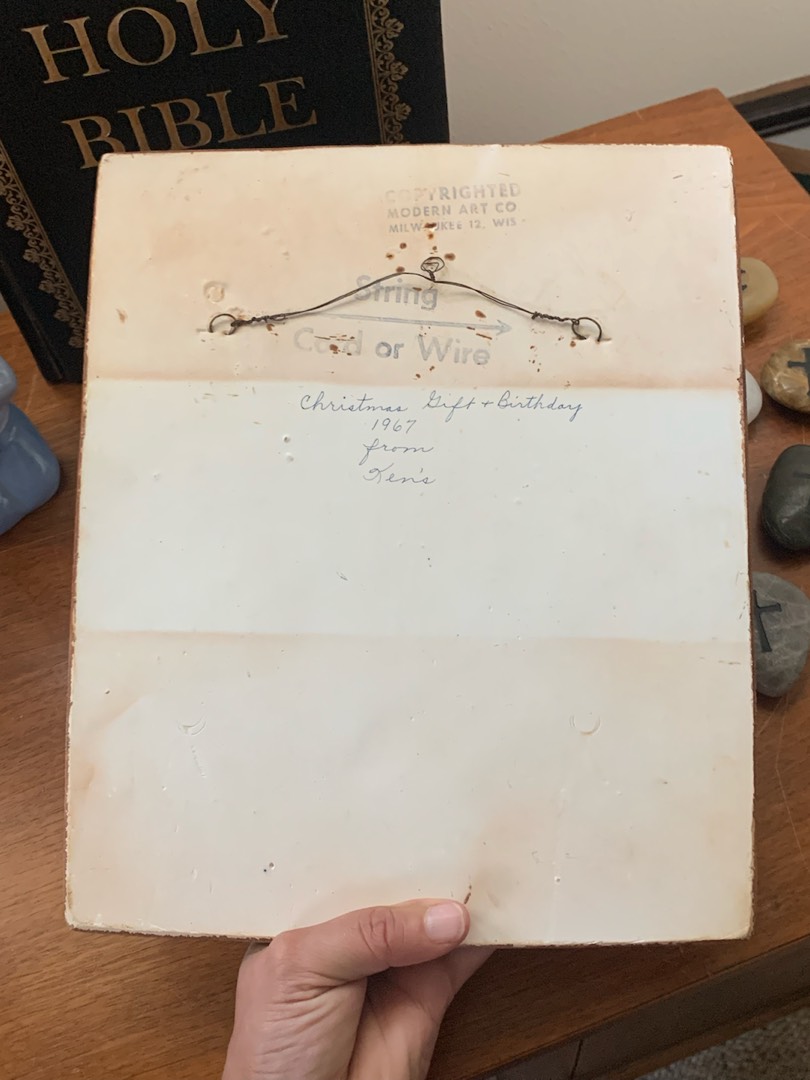 HOLY
BIBLE
COPYRIGHTED
MODERN ART CO
MILWAUKEE 12, WIS
String
Cord or Wire
Christmas Gift + Birthday
1967
from
Ken's